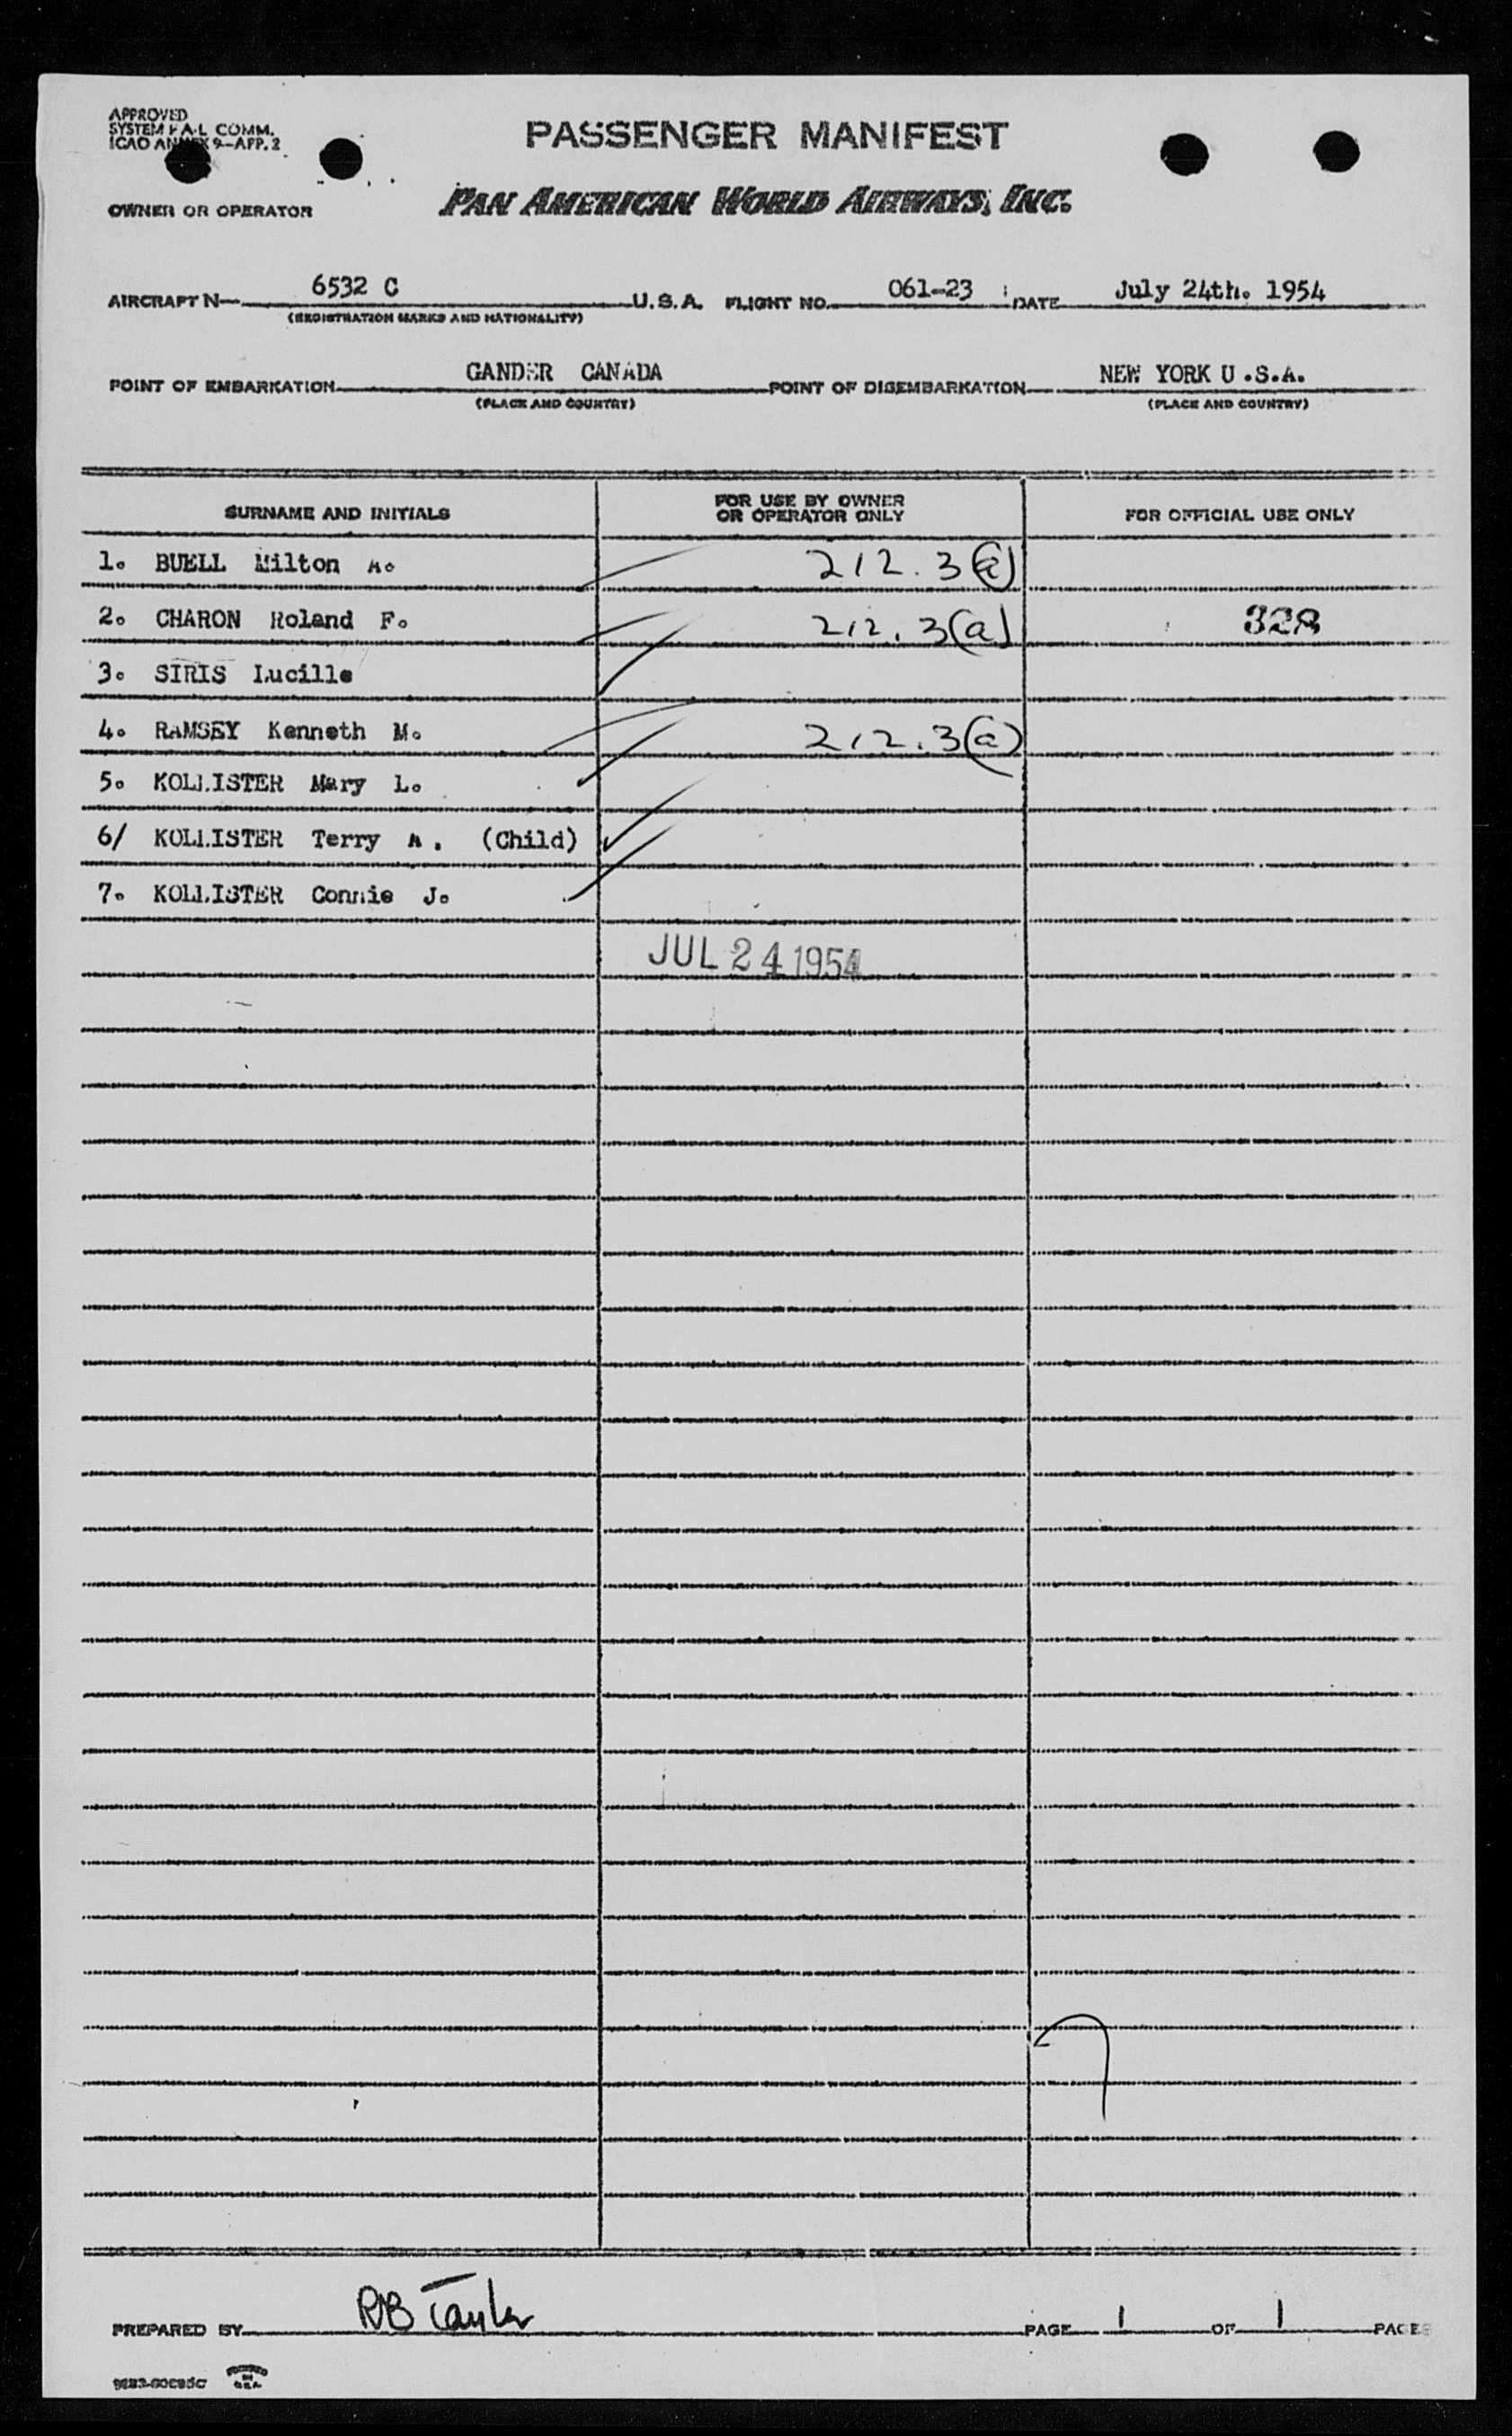 APPROVED
SYSTEM FAL COMM.
ICAO ANNEX 9—APP. 2
PASSENGER MANIFEST
OWNER OR OPERATOR PAN AMERICAN WORLD AIRWAYS, INC.
AIRCRAFT N— 6532 C U.S.A. FLIGHT NO. 061-23 DATE July 24th. 1954
(REGISTRATION MARKS AND NATIONALITY)
POINT OF EMBARKATION GANDER CANADA POINT OF DISEMBARKATION NEW YORK U.S.A.
(PLACE AND COUNTRY) (PLACE AND COUNTRY)
SURNAME AND INITIALS FOR USE BY OWNER OR OPERATOR ONLY FOR OFFICIAL USE ONLY
1. BUELL Milton A. 212.3(a)
2. CHARON Roland F. 212.3(a) 328
3. SIRIS Lucille
4. RAMSEY Kenneth M. 212.3(a)
5. KOLLISTER Mary L.
6/ KOLLISTER Terry A. (Child)
7. KOLLISTER Connie J.
JUL 24 1954
7
PREPARED BY RB PAGE 1 OF 1 PAGES